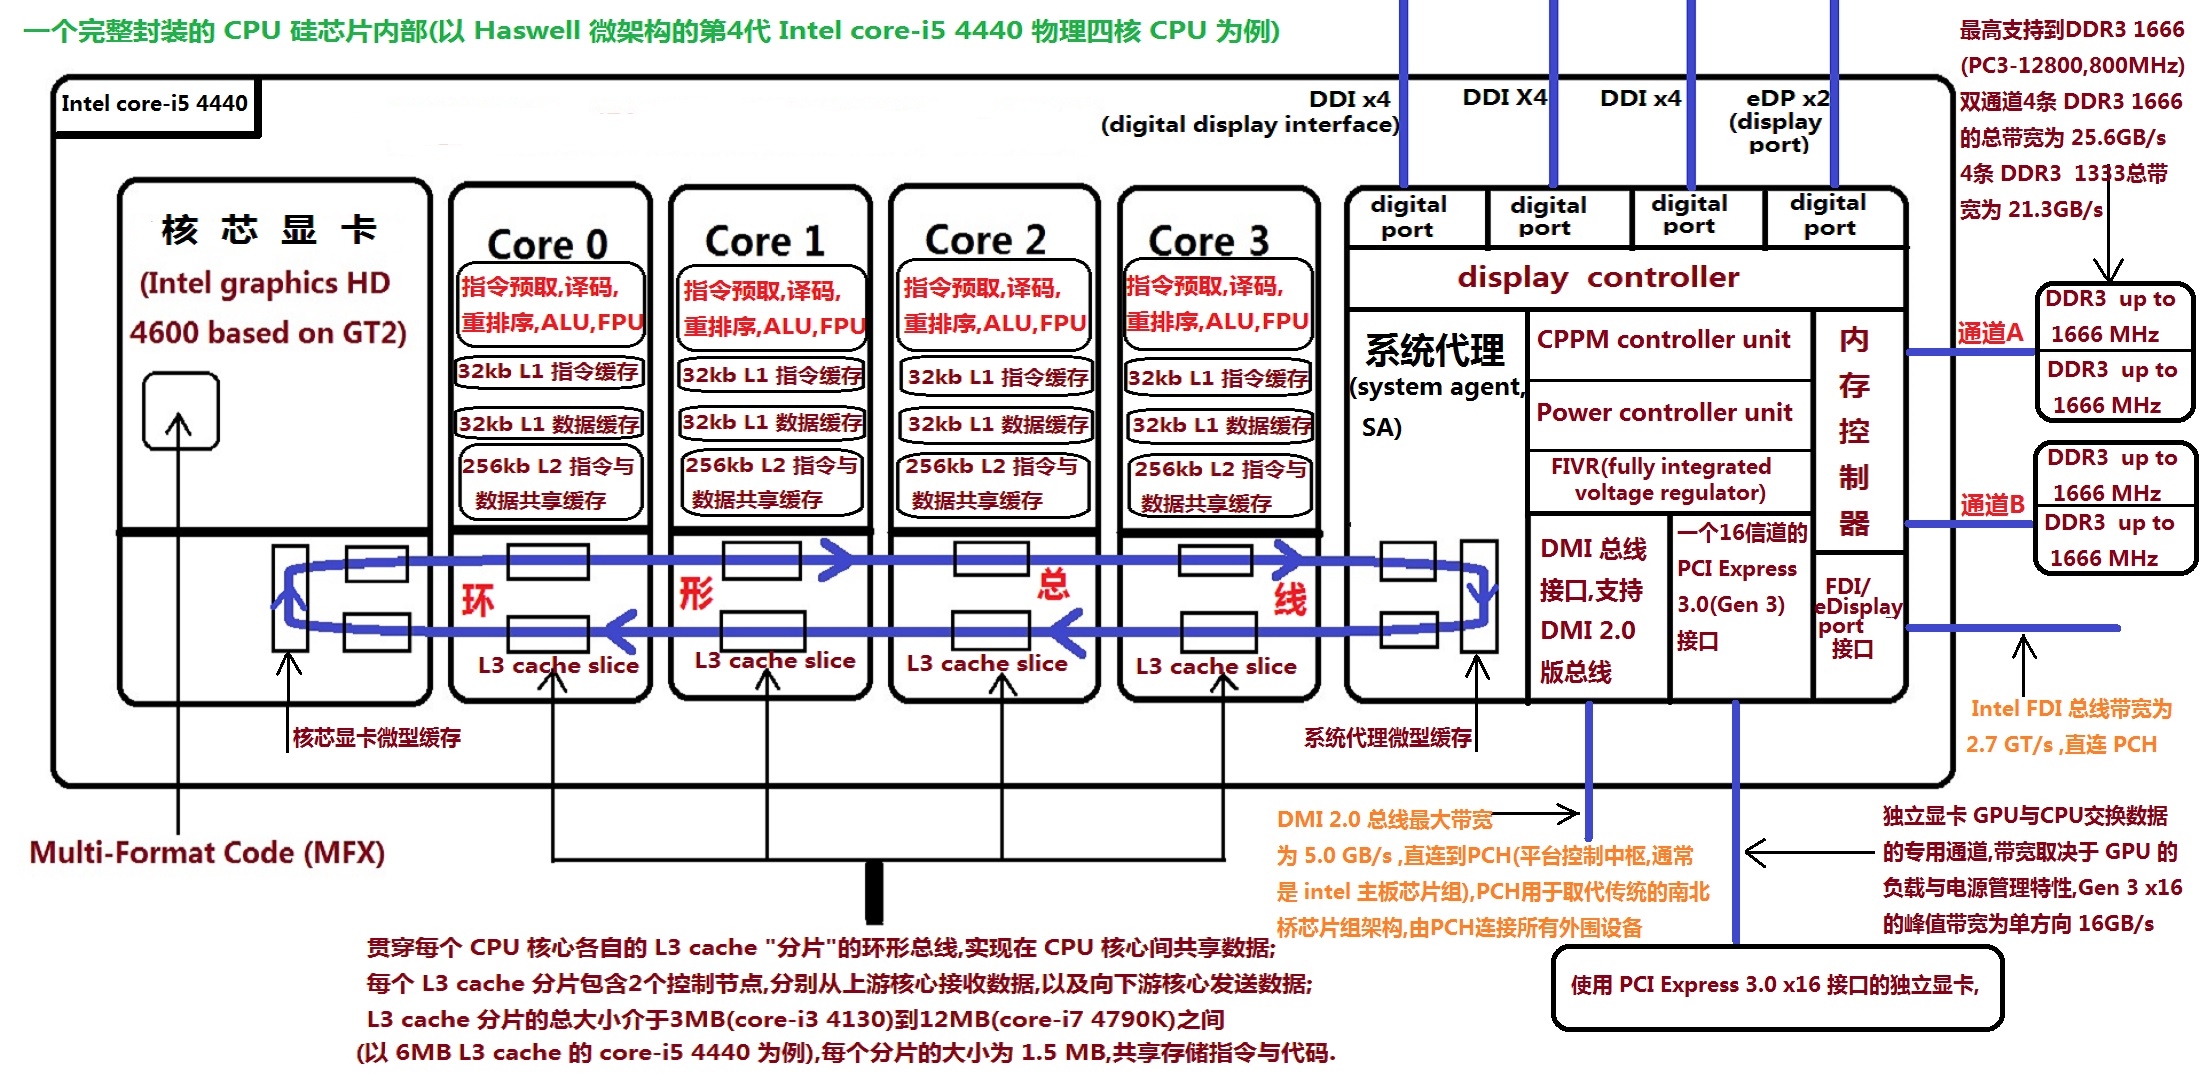 一个完整封装的 CPU 硅芯片内部(以 Haswell 微架构的第4代 Intel core-i5 4440 物理四核 CPU 为例)
Intel core-i5 4440
DDI x4
(digital display interface)
DDI X4
DDI x4
eDP x2
(display
port)
最高支持到DDR3 1666
(PC3-12800,800MHz)
双通道4条 DDR3 1666
的总带宽为 25.6GB/s
4条 DDR3 1333总带
宽为 21.3GB/s
核 芯 显 卡
(Intel graphics HD
4600 based on GT2)
Core 0
指令预取,译码,
重排序,ALU,FPU
32kb L1 指令缓存
32kb L1 数据缓存
256kb L2 指令与
数据共享缓存
Core 1
指令预取,译码,
重排序,ALU,FPU
32kb L1 指令缓存
32kb L1 数据缓存
256kb L2 指令与
数据共享缓存
Core 2
指令预取,译码,
重排序,ALU,FPU
32kb L1 指令缓存
32kb L1 数据缓存
256kb L2 指令与
数据共享缓存
Core 3
指令预取,译码,
重排序,ALU,FPU
32kb L1 指令缓存
32kb L1 数据缓存
256kb L2 指令与
数据共享缓存
digital
port
digital
port
digital
port
digital
port
display controller
系统代理
(system agent,
SA)
CPPM controller unit
Power controller unit
FIVR(fully integrated
voltage regulator)
DMI 总线
接口,支持
DMI 2.0
版总线
一个16信道的
PCI Express
3.0(Gen 3)
接口
内
存
控
制
器
FDI/
eDisplay
port
接口
通道A
DDR3 up to
1666 MHz
DDR3 up to
1666 MHz
通道B
DDR3 up to
1666 MHz
DDR3 up to
1666 MHz
环 形 总 线
L3 cache slice
L3 cache slice
L3 cache slice
L3 cache slice
核芯显卡微型缓存
系统代理微型缓存
Intel FDI 总线带宽为
2.7 GT/s ,直连 PCH
Multi-Format Code (MFX)
DMI 2.0 总线最大带宽
为 5.0 GB/s ,直连到PCH(平台控制中枢,通常
是 intel 主板芯片组),PCH用于取代传统的南北
桥芯片组架构,由PCH连接所有外围设备
独立显卡 GPU与CPU交换数据
的专用通道,带宽取决于 GPU 的
负载与电源管理特性,Gen 3 x16
的峰值带宽为单方向 16GB/s
贯穿每个 CPU 核心各自的 L3 cache "分片"的环形总线,实现在 CPU 核心间共享数据;
每个 L3 cache 分片包含2个控制节点,分别从上游核心接收数据,以及向下游核心发送数据;
L3 cache 分片的总大小介于3MB(core-i3 4130)到12MB(core-i7 4790K)之间
(以 6MB L3 cache 的 core-i5 4440 为例),每个分片的大小为 1.5 MB,共享存储指令与代码.
使用 PCI Express 3.0 x16 接口的独立显卡,